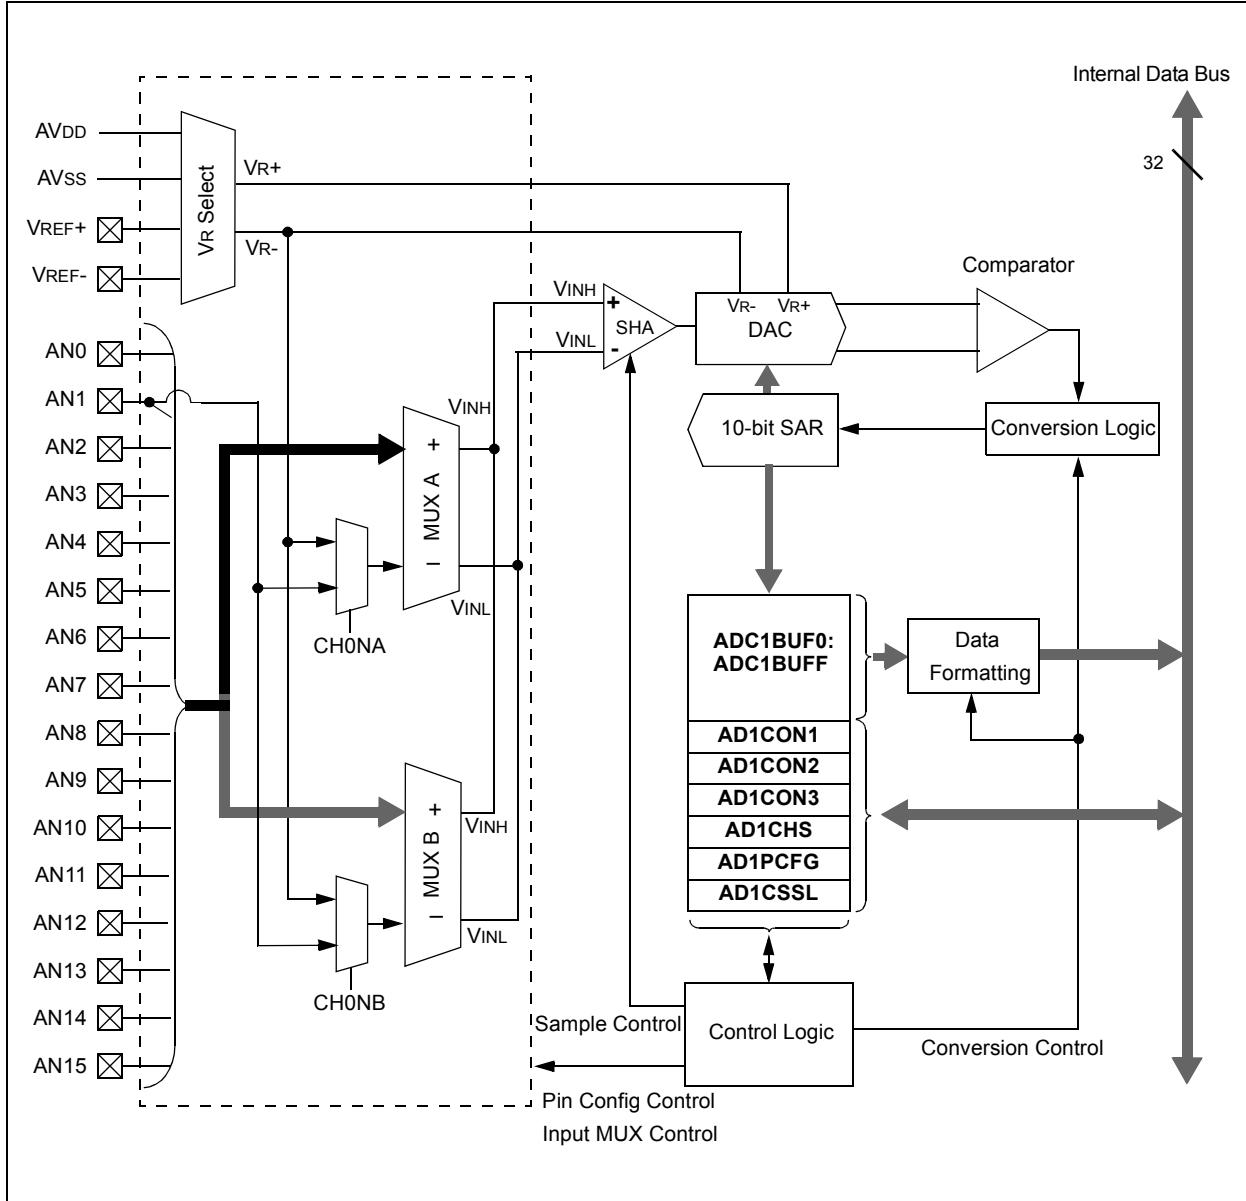 Internal Data Bus
32
AVDD
AVSS
VREF+
VREF-
VR Select
VR+
VR-
AN0
AN1
AN2
AN3
AN4
AN5
AN6
AN7
AN8
AN9
AN10
AN11
AN12
AN13
AN14
AN15
VINH
+
MUX A
–
VINL
CH0NA
+
MUX B
–
VINH
VINL
CH0NB
VINH
VINL
+
SHA
-
VR- VR+
DAC
Comparator
10-bit SAR
Conversion Logic
ADC1BUF0:
ADC1BUFF
Data
Formatting
AD1CON1
AD1CON2
AD1CON3
AD1CHS
AD1PCFG
AD1CSSL
Sample Control
Control Logic
Conversion Control
Pin Config Control
Input MUX Control